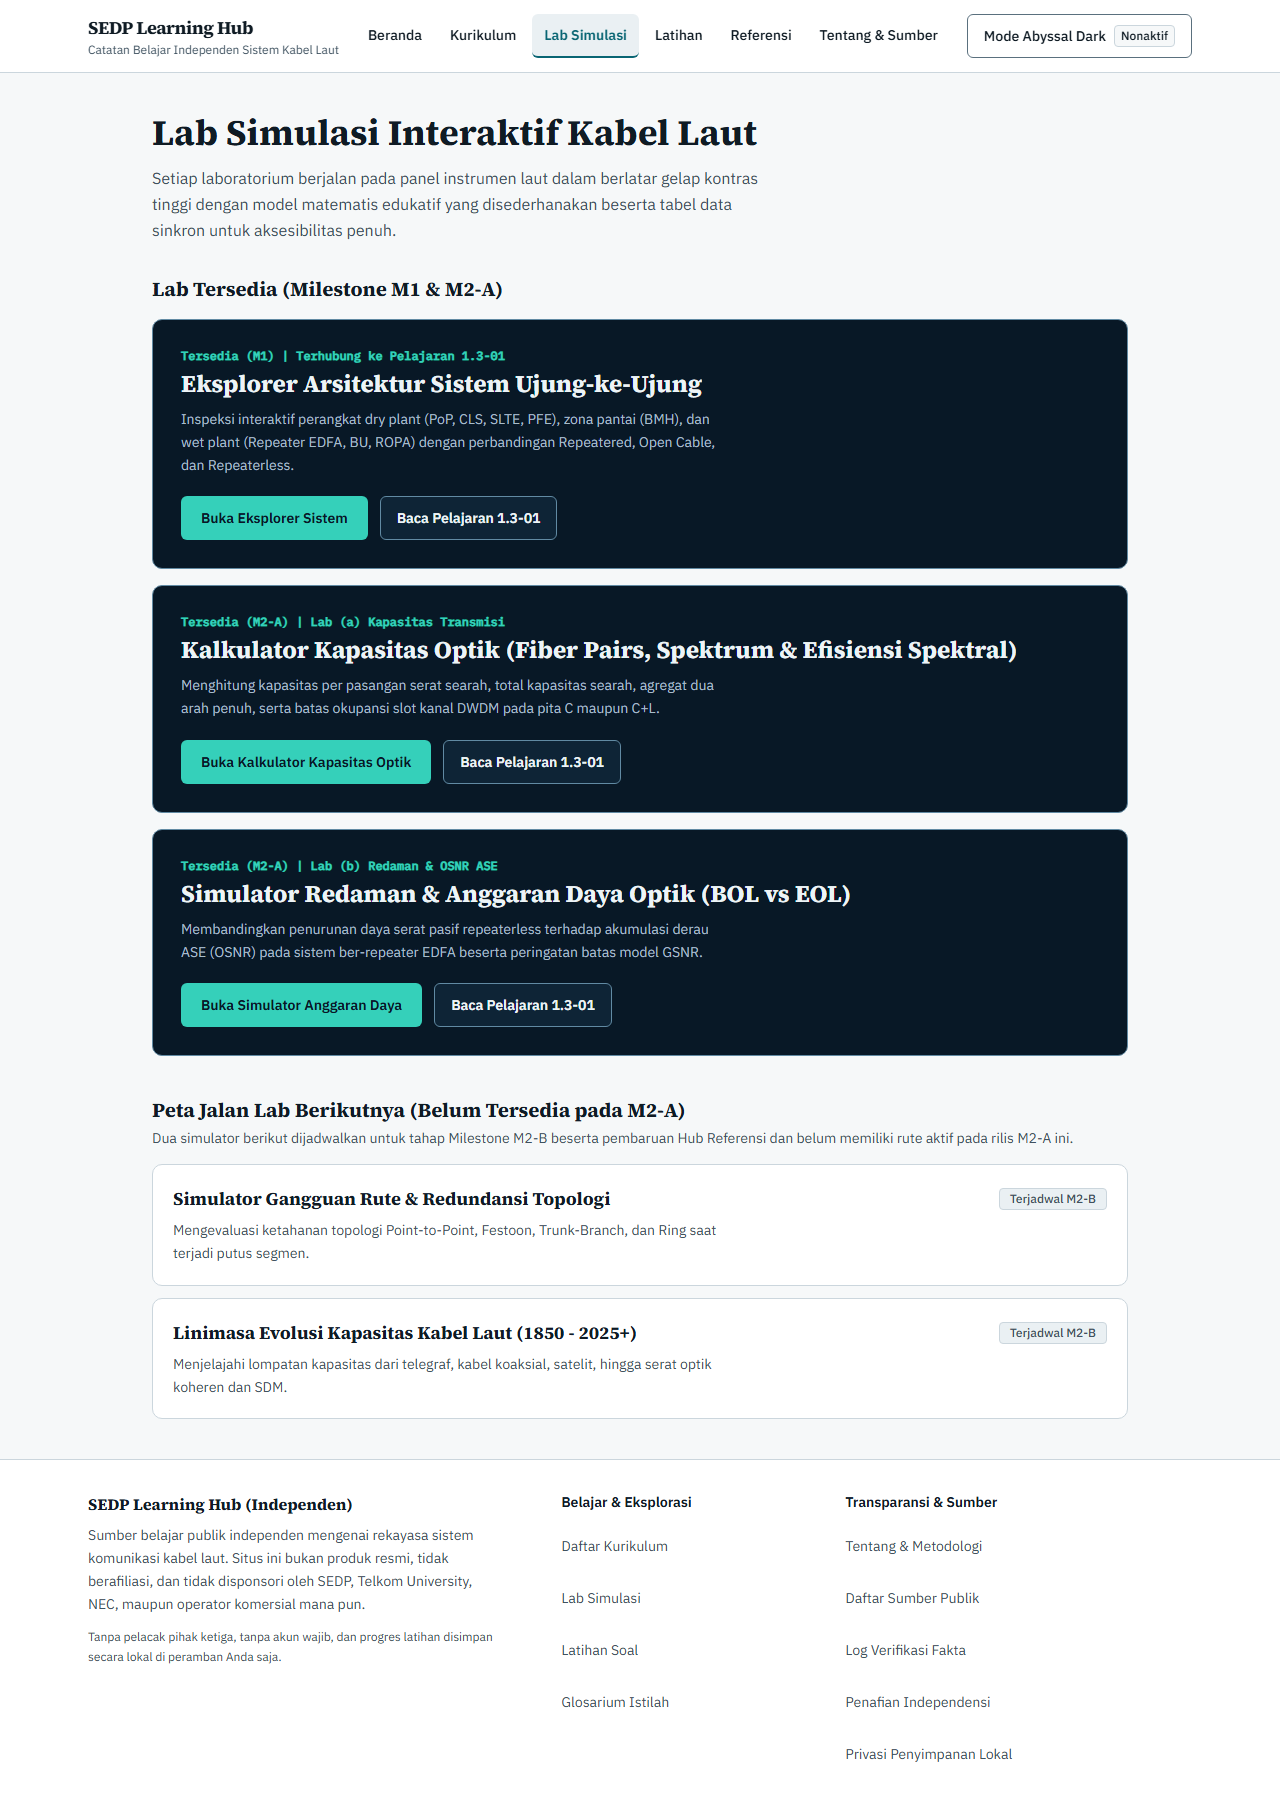 SEDP Learning Hub
Catatan Belajar Independen Sistem Kabel Laut
Beranda
Kurikulum
Lab Simulasi
Latihan
Referensi
Tentang & Sumber
Mode Abyssal Dark Nonaktif
Lab Simulasi Interaktif Kabel Laut
Setiap laboratorium berjalan pada panel instrumen laut dalam berlatar gelap kontras
tinggi dengan model matematis edukatif yang disederhanakan beserta tabel data
sinkron untuk aksesibilitas penuh.
Lab Tersedia (Milestone M1 & M2-A)
Tersedia (M1) | Terhubung ke Pelajaran 1.3-01
Eksplorer Arsitektur Sistem Ujung-ke-Ujung
Inspeksi interaktif perangkat dry plant (PoP, CLS, SLTE, PFE), zona pantai (BMH), dan
wet plant (Repeater EDFA, BU, ROPA) dengan perbandingan Repeatered, Open Cable,
dan Repeaterless.
Buka Eksplorer Sistem
Baca Pelajaran 1.3-01
Tersedia (M2-A) | Lab (a) Kapasitas Transmisi
Kalkulator Kapasitas Optik (Fiber Pairs, Spektrum & Efisiensi Spektral)
Menghitung kapasitas per pasangan serat searah, total kapasitas searah, agregat dua
arah penuh, serta batas okupansi slot kanal DWDM pada pita C maupun C+L.
Buka Kalkulator Kapasitas Optik
Baca Pelajaran 1.3-01
Tersedia (M2-A) | Lab (b) Redaman & OSNR ASE
Simulator Redaman & Anggaran Daya Optik (BOL vs EOL)
Membandingkan penurunan daya serat pasif repeaterless terhadap akumulasi derau
ASE (OSNR) pada sistem ber-repeater EDFA beserta peringatan batas model GSNR.
Buka Simulator Anggaran Daya
Baca Pelajaran 1.3-01
Peta Jalan Lab Berikutnya (Belum Tersedia pada M2-A)
Dua simulator berikut dijadwalkan untuk tahap Milestone M2-B beserta pembaruan Hub Referensi dan belum memiliki rute aktif pada rilis M2-A ini.
Simulator Gangguan Rute & Redundansi Topologi
Terjadwal M2-B
Mengevaluasi ketahanan topologi Point-to-Point, Festoon, Trunk-Branch, dan Ring saat
terjadi putus segmen.
Linimasa Evolusi Kapasitas Kabel Laut (1850 - 2025+)
Terjadwal M2-B
Menjelajahi lompatan kapasitas dari telegraf, kabel koaksial, satelit, hingga serat optik
koheren dan SDM.
SEDP Learning Hub (Independen)
Sumber belajar publik independen mengenai rekayasa sistem
komunikasi kabel laut. Situs ini bukan produk resmi, tidak
berafiliasi, dan tidak disponsori oleh SEDP, Telkom University,
NEC, maupun operator komersial mana pun.
Tanpa pelacak pihak ketiga, tanpa akun wajib, dan progres latihan disimpan
secara lokal di peramban Anda saja.
Belajar & Eksplorasi
Daftar Kurikulum
Lab Simulasi
Latihan Soal
Glosarium Istilah
Transparansi & Sumber
Tentang & Metodologi
Daftar Sumber Publik
Log Verifikasi Fakta
Penafian Independensi
Privasi Penyimpanan Lokal